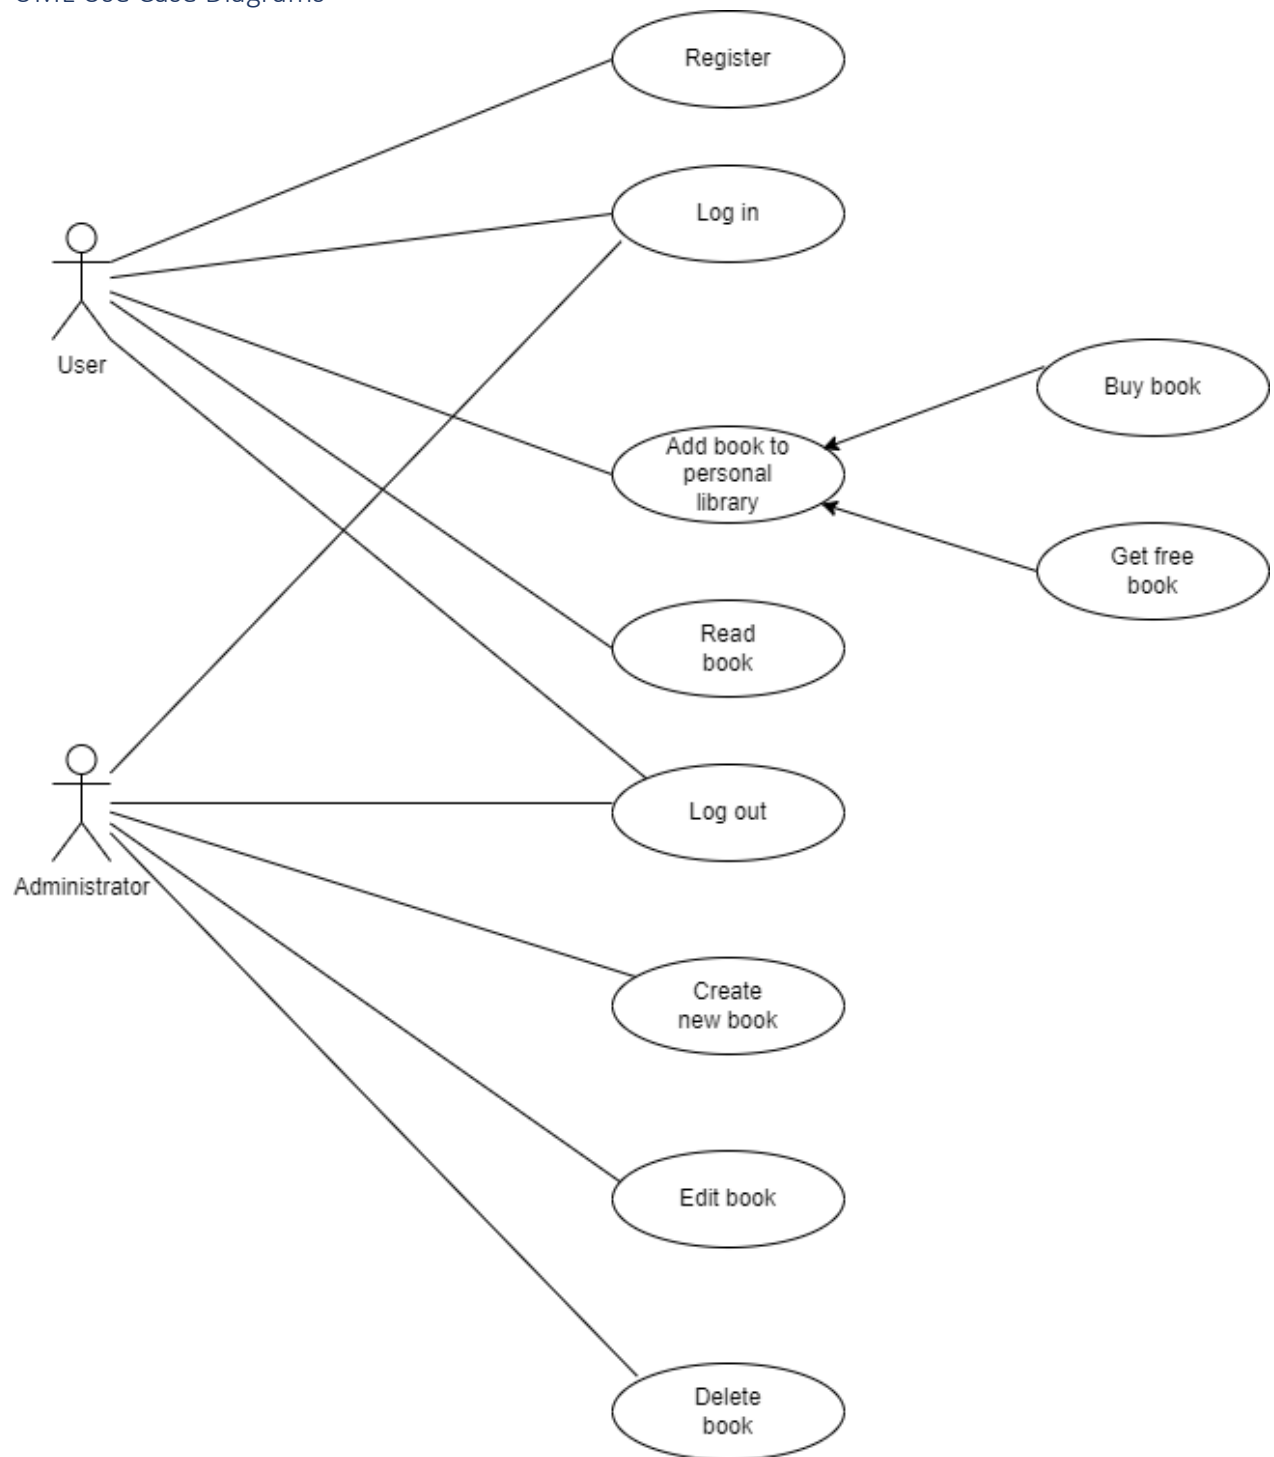 UML Use Case Diagrams
Register
Log in
User
Buy book
Add book to
personal
library
Get free
book
Read
book
Log out
Administrator
Create
new book
Edit book
Delete
book